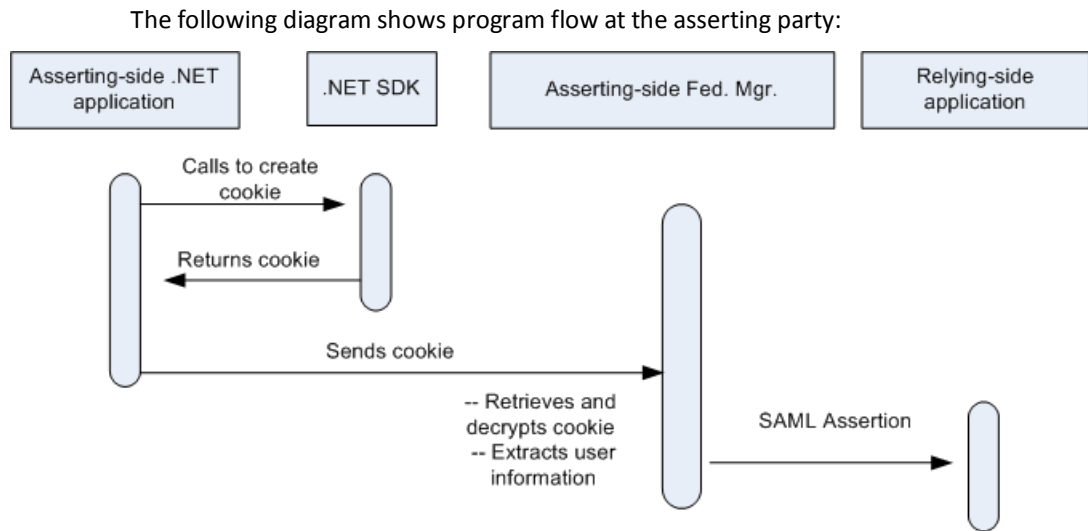 The following diagram shows program flow at the asserting party:
Asserting-side .NET
application
.NET SDK
Asserting-side Fed. Mgr.
Relying-side
application
Calls to create
cookie
Returns cookie
Sends cookie
-- Retrieves and
decrypts cookie
-- Extracts user
information
SAML Assertion